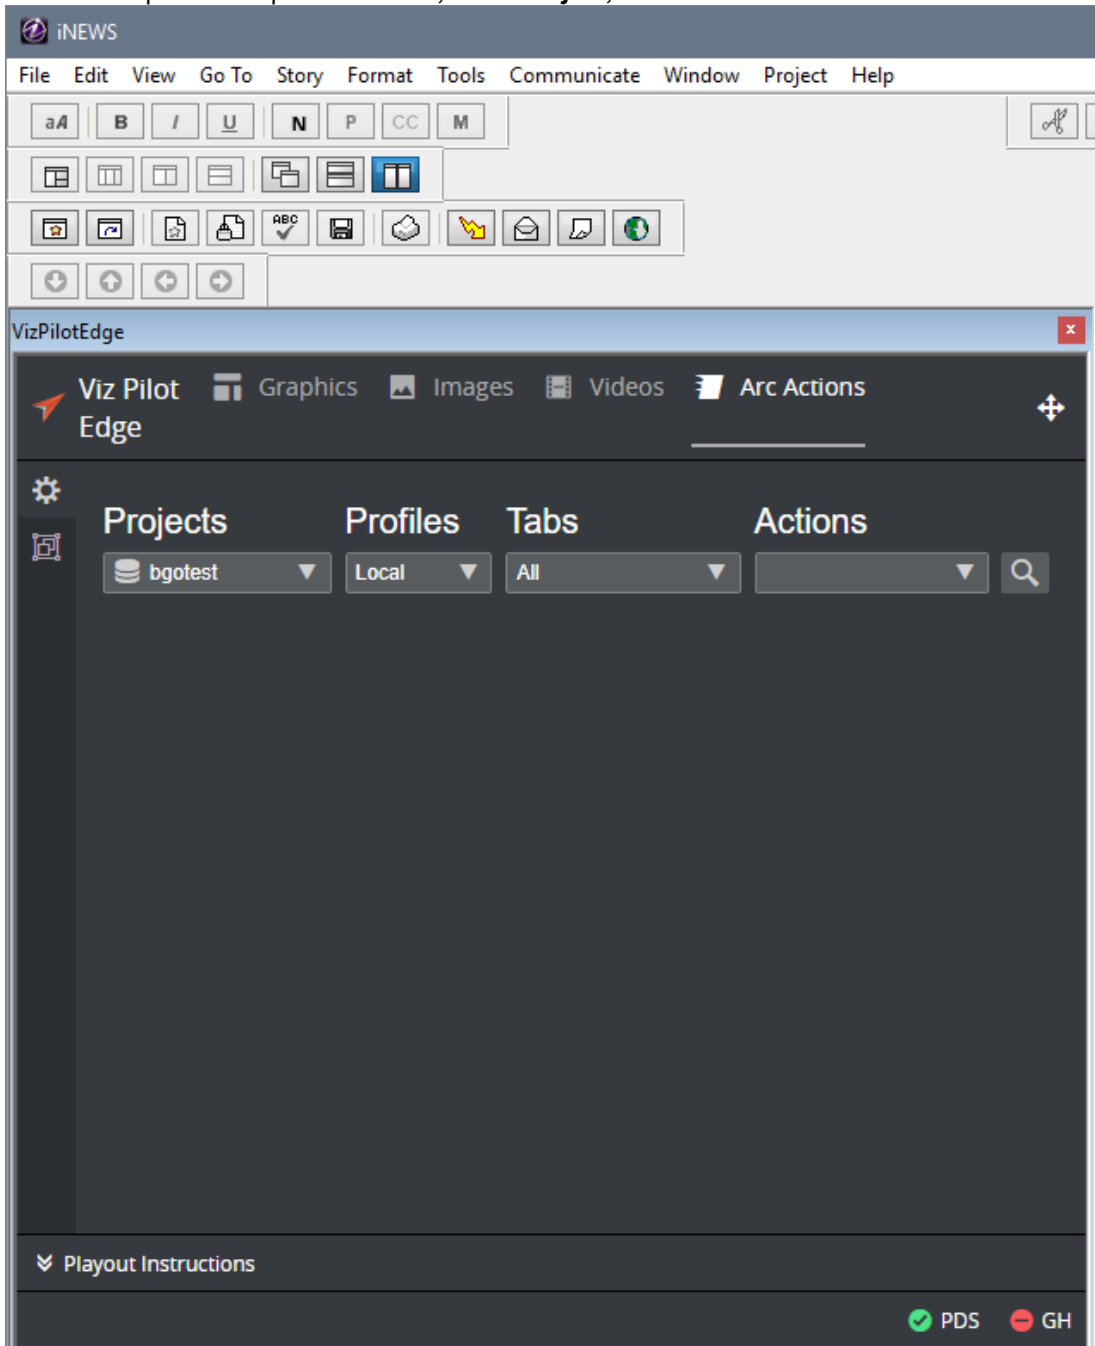 iNEWS
File Edit View Go To Story Format Tools Communicate Window Project Help
aA B I U N P CC M
ABC
VizPilotEdge
Viz Pilot Edge Graphics Images Videos Arc Actions
Projects Profiles Tabs Actions
bgotest Local All
Playout Instructions
PDS GH